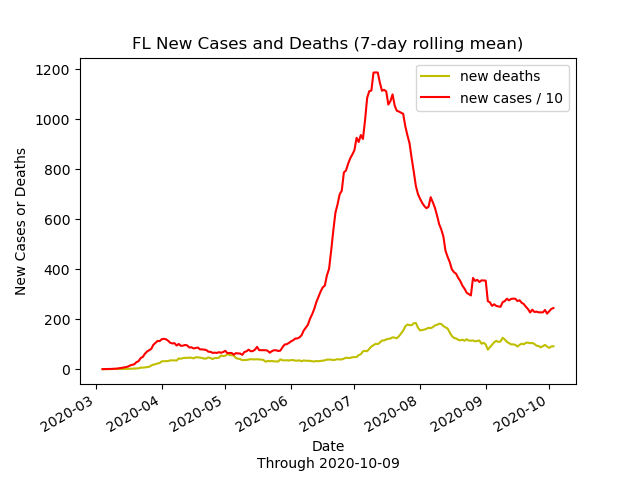 FL New Cases and Deaths (7-day rolling mean)
new deaths
new cases / 10
New Cases or Deaths
1200
1000
800
600
400
200
0
2020-03
2020-04
2020-05
2020-06
2020-07
2020-08
2020-09
2020-10
Date
Through 2020-10-09